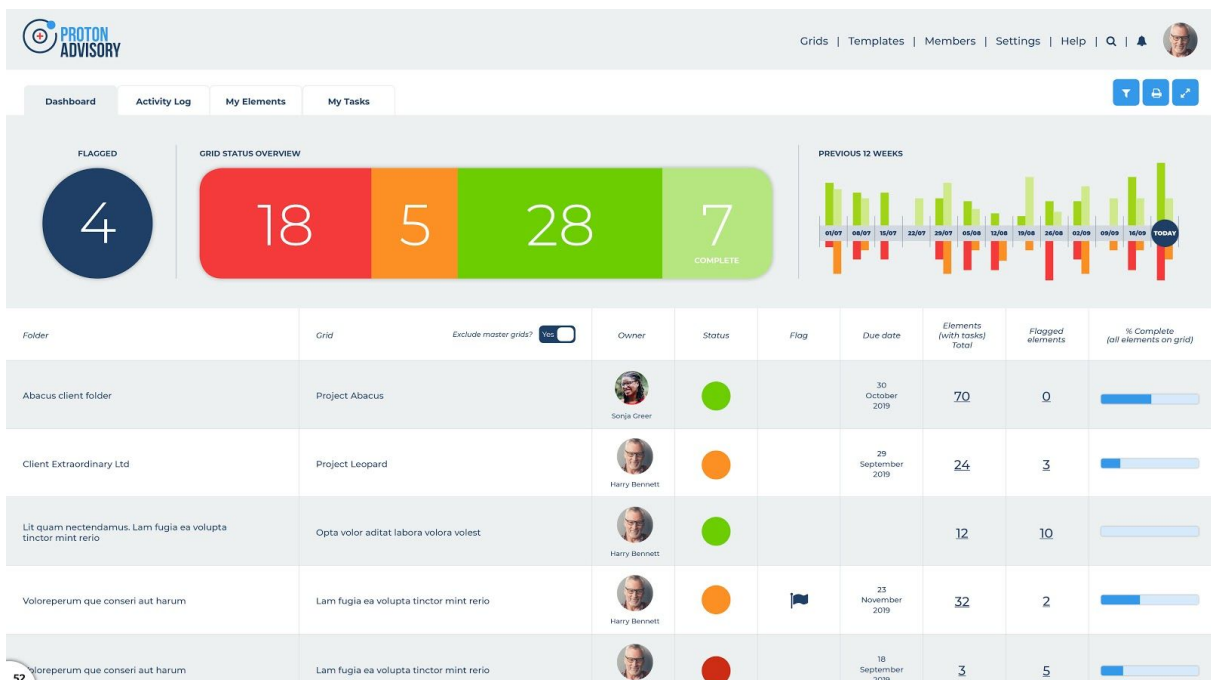 PROTON
ADVISORY
Grids | Templates | Members | Settings | Help |
Dashboard
Activity Log
My Elements
My Tasks
FLAGGED
4
GRID STATUS OVERVIEW
18
5
28
7
COMPLETE
PREVIOUS 12 WEEKS
01/07 08/07 15/07 22/07 29/07 05/08 12/08 19/08 26/08 02/09 09/09 16/09 TODAY
Folder
Grid
Exclude master grids? Yes
Owner
Status
Flag
Due date
Elements
(with tasks)
Total
Flagged
elements
% Complete
(all elements on grid)
Abacus client folder
Project Abacus
Sonja Greer
30
October
2019
70
0
Client Extraordinary Ltd
Project Leopard
Harry Bennett
29
September
2019
24
3
Lit quam nectendamus. Lam fugia ea volupta
tinctor mint rerio
Opta volor aditat labora volora volest
Harry Bennett
12
10
Voloreperum que conseri aut harum
Lam fugia ea volupta tinctor mint rerio
Harry Bennett
23
November
2019
32
2
oloreperum que conseri aut harum
Lam fugia ea volupta tinctor mint rerio
18
September
2019
3
5
52